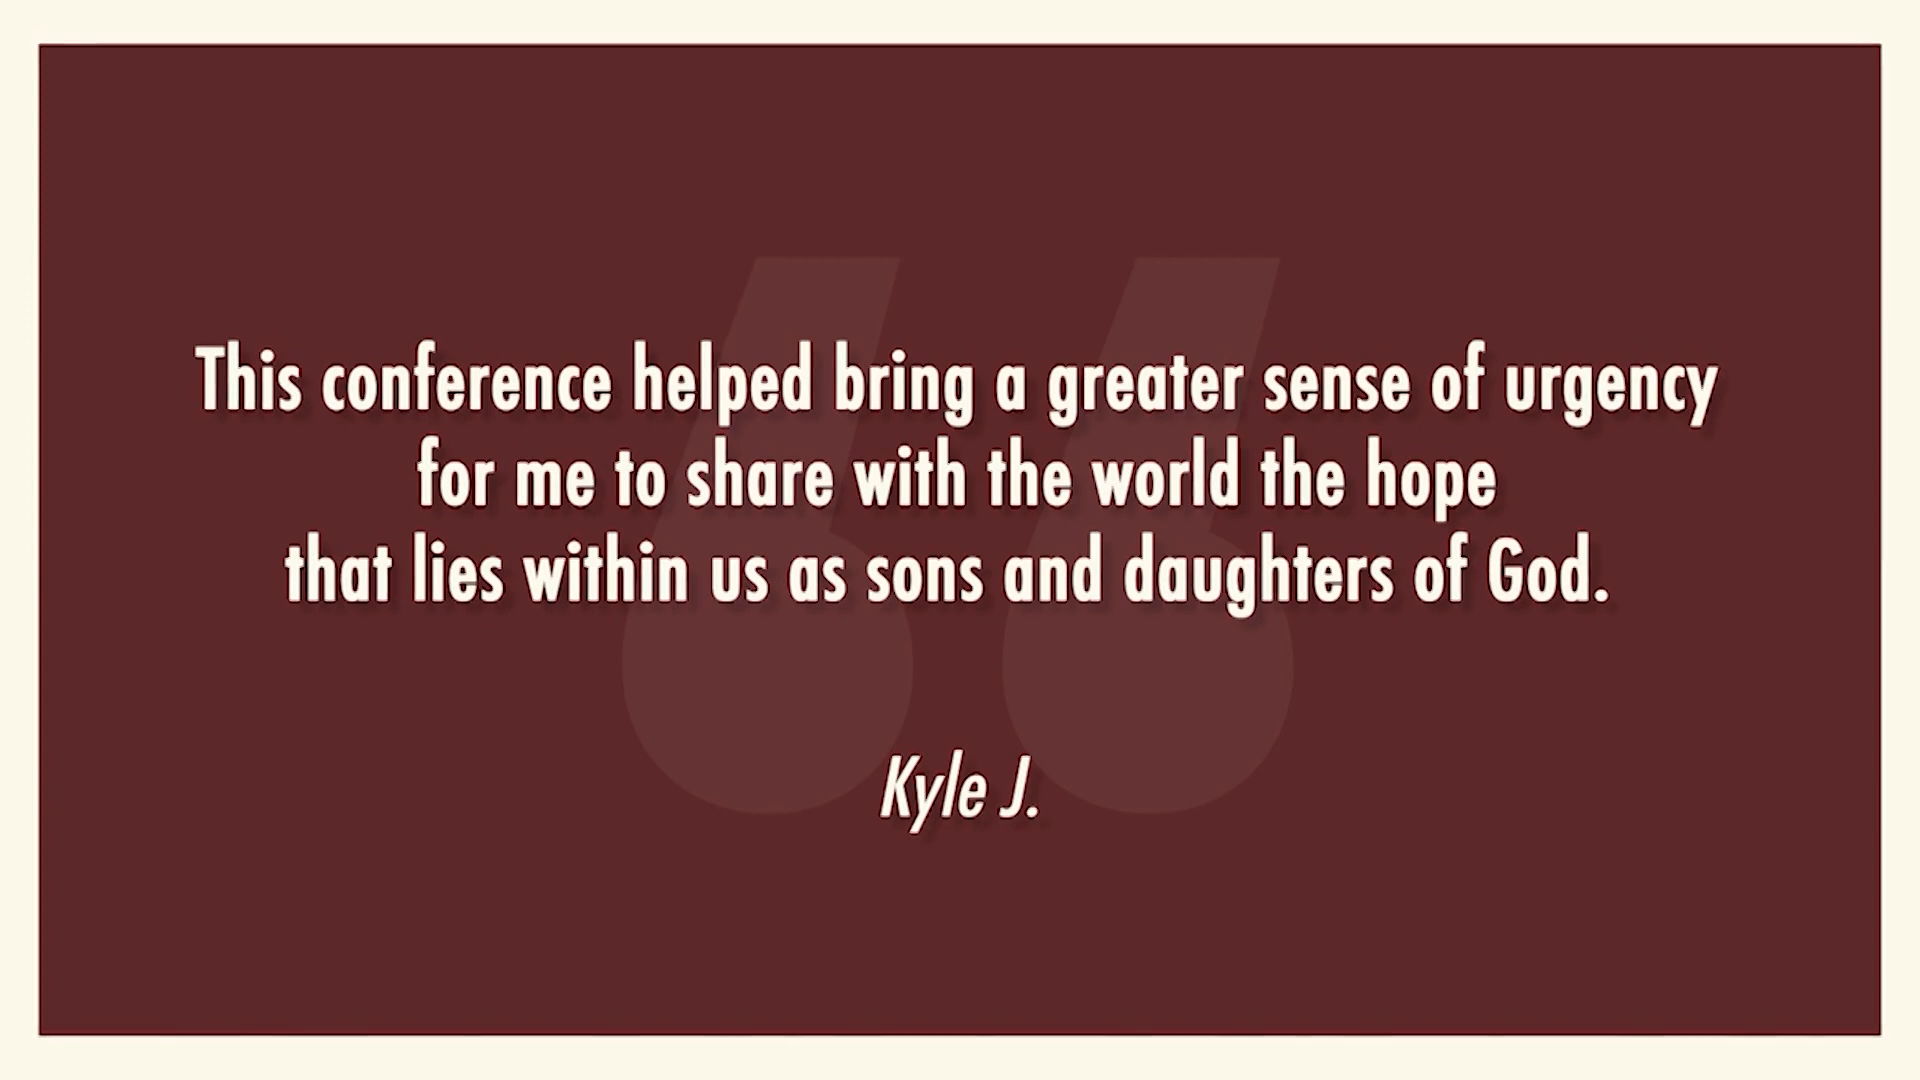 This conference helped bring a greater sense of urgency
for me to share with the world the hope
that lies within us as sons and daughters of God.
Kyle J.